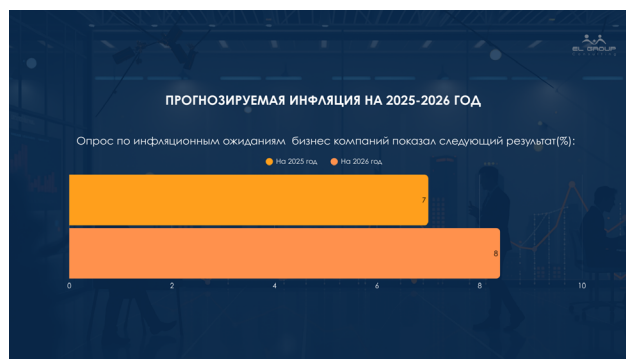 EL GROUP
CONSULTING
ПРОГНОЗИРУЕМАЯ ИНФЛЯЦИЯ НА 2025-2026 ГОД
Опрос по инфляционным ожиданиям бизнес компаний показал следующий результат(%):
На 2025 год На 2026 год
7
8
0 2 4 6 8 10